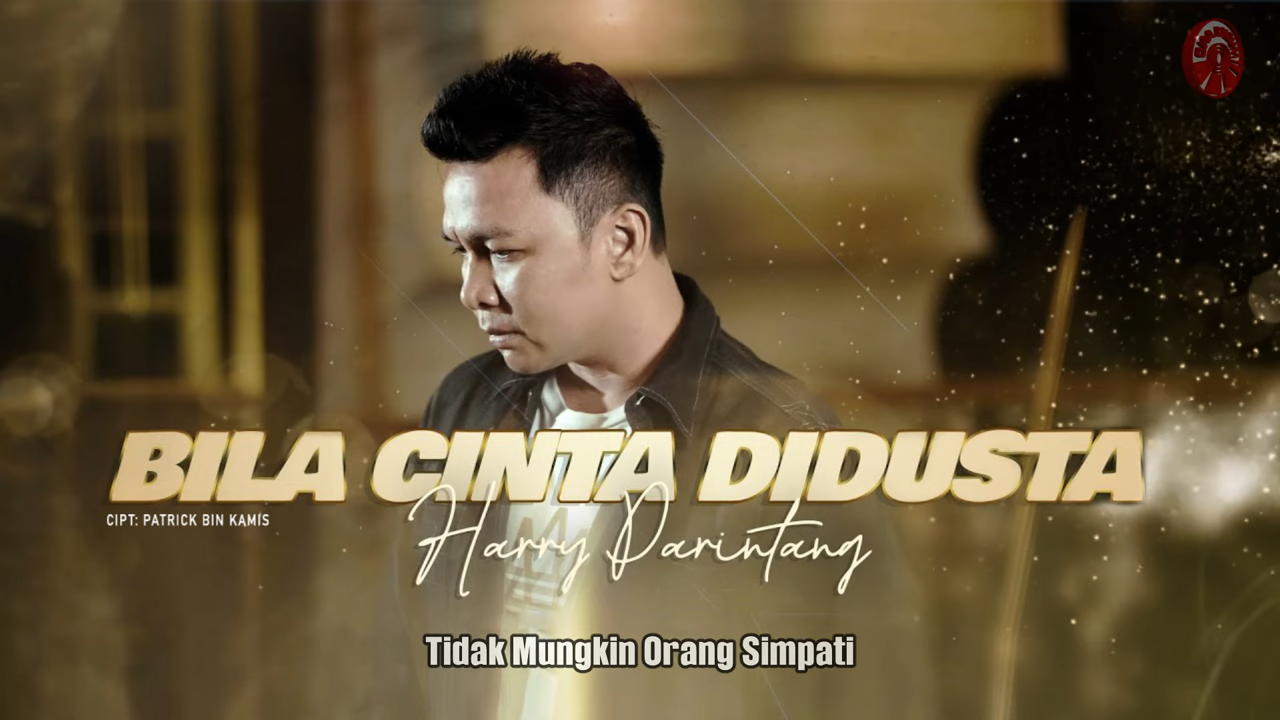 BILA CINTA DIDUSTA
CIPT: PATRICK BIN KAMIS
Harry Parintang
Tidak Mungkin Orang Simpati